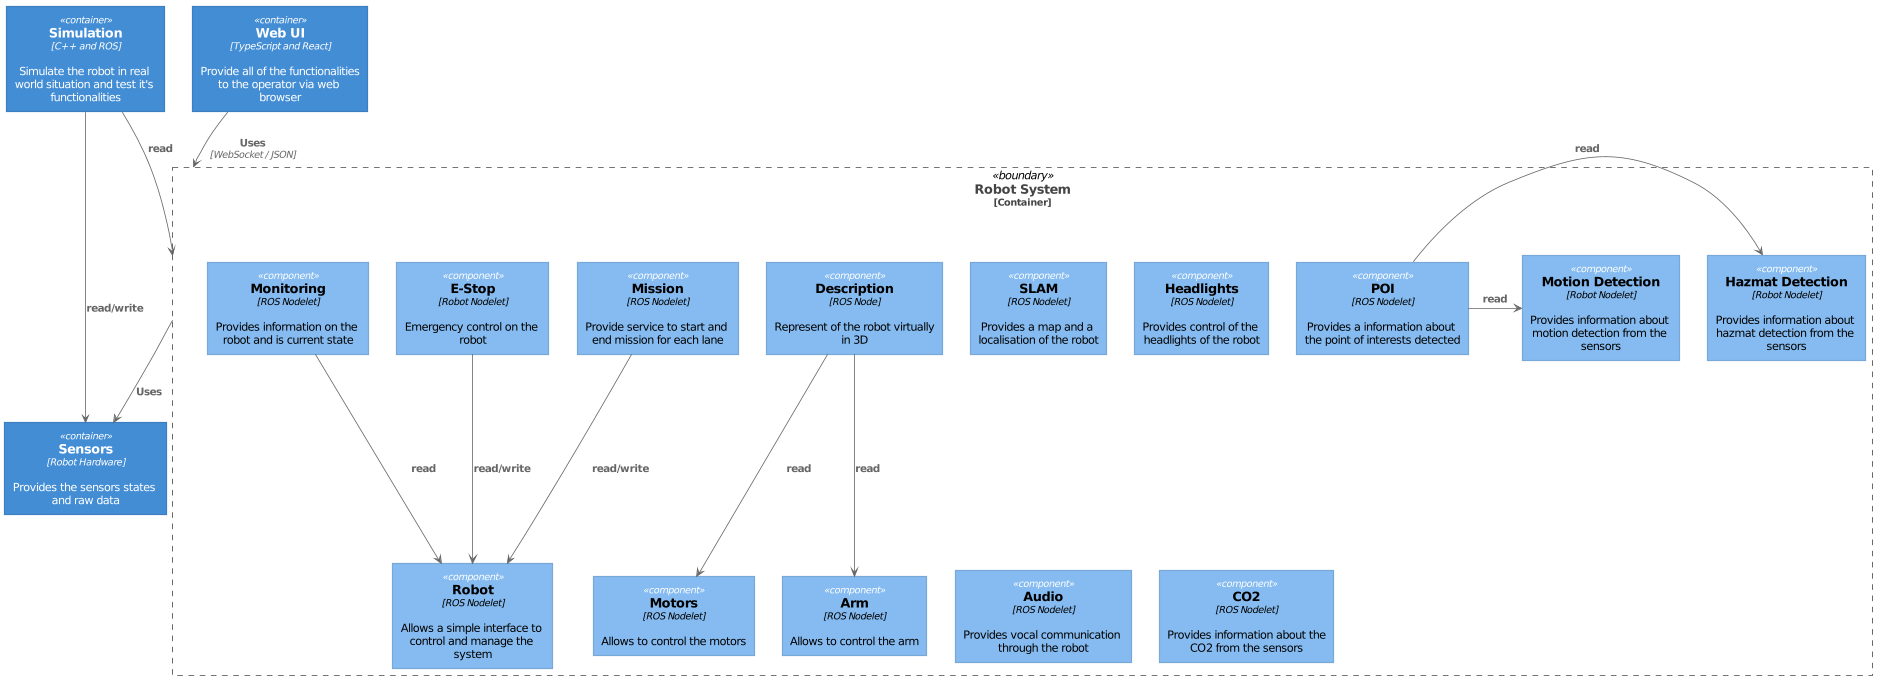 «container»
Simulation
[C++ and ROS]
Simulate the robot in real
world situation and test it's
functionalities
«container»
Web UI
[TypeScript and React]
Provide all of the functionalities
to the operator via web
browser
read
Uses
[WebSocket / JSON]
read
«boundary»
Robot System
[Container]
«component»
Monitoring
[ROS Nodelet]
Provides information on the
robot and is current state
«component»
E-Stop
[Robot Nodelet]
Emergency control on the
robot
«component»
Mission
[ROS Nodelet]
Provide service to start and
end mission for each lane
«component»
Description
[ROS Node]
Represent of the robot virtually
in 3D
«component»
SLAM
[ROS Nodelet]
Provides a map and a
localisation of the robot
«component»
Headlights
[ROS Nodelet]
Provides control of the
headlights of the robot
«component»
POI
[ROS Nodelet]
Provides a information about
the point of interests detected
read
«component»
Motion Detection
[Robot Nodelet]
Provides information about
motion detection from the
sensors
«component»
Hazmat Detection
[Robot Nodelet]
Provides information about
hazmat detection from the
sensors
read/write
Uses
«container»
Sensors
[Robot Hardware]
Provides the sensors states
and raw data
read
read/write
read/write
read
read
«component»
Robot
[ROS Nodelet]
Allows a simple interface to
control and manage the
system
«component»
Motors
[ROS Nodelet]
Allows to control the motors
«component»
Arm
[ROS Nodelet]
Allows to control the arm
«component»
Audio
[ROS Nodelet]
Provides vocal communication
through the robot
«component»
CO2
[ROS Nodelet]
Provides information about the
CO2 from the sensors